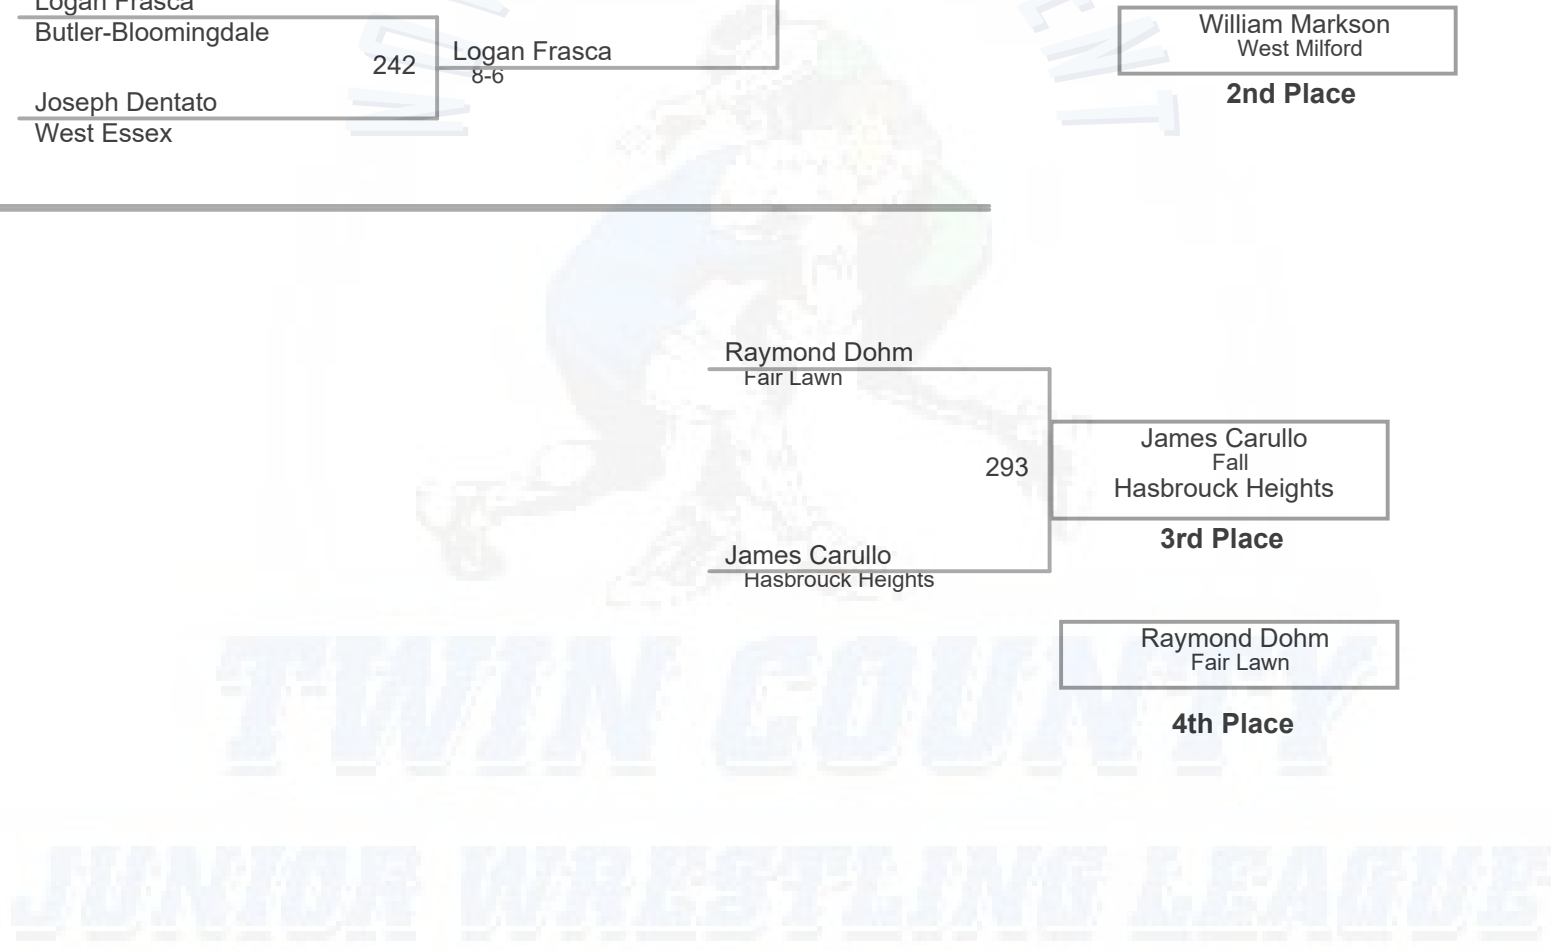 Logan Frasca
Butler-Bloomingdale
242
Logan Frasca
8-6
Joseph Dentato
West Essex
William Markson
West Milford
2nd Place
Raymond Dohm
Fair Lawn
293
James Carullo
Fall
Hasbrouck Heights
3rd Place
James Carullo
Hasbrouck Heights
Raymond Dohm
Fair Lawn
4th Place
TWIN COUNTY
JUNIOR WRESTLING LEAGUE